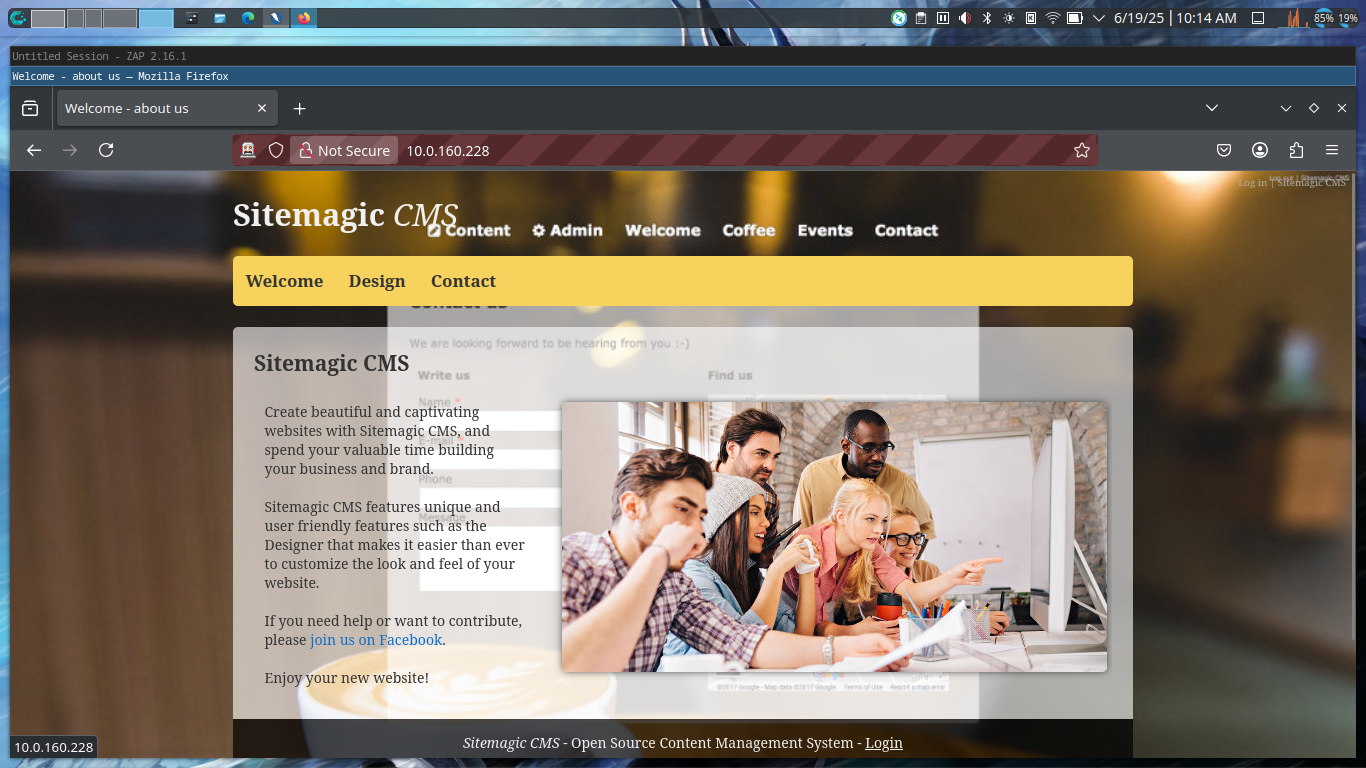 6/19/25 10:14 AM 85% 19%
Untitled Session - ZAP 2.16.1
Welcome - about us — Mozilla Firefox
Welcome - about us
Not Secure 10.0.160.228
Log out | Sitemagic CMS
Log in | Sitemagic CMS
Sitemagic CMS
Content Admin Welcome Coffee Events Contact
Welcome Design Contact
Contact us
We are looking forward to be hearing from you :-)
Sitemagic CMS
Write us Find us
Name *
Create beautiful and captivating
websites with Sitemagic CMS, and
E-mail *
spend your valuable time building
your business and brand.
Phone
Sitemagic CMS features unique and
Message
user friendly features such as the
Designer that makes it easier than ever
to customize the look and feel of your
website.
If you need help or want to contribute,
please join us on Facebook.
Enjoy your new website!
©2017 Google - Map data ©2017 Google Terms of Use Report a map error
Sitemagic CMS - Open Source Content Management System - Login
10.0.160.228